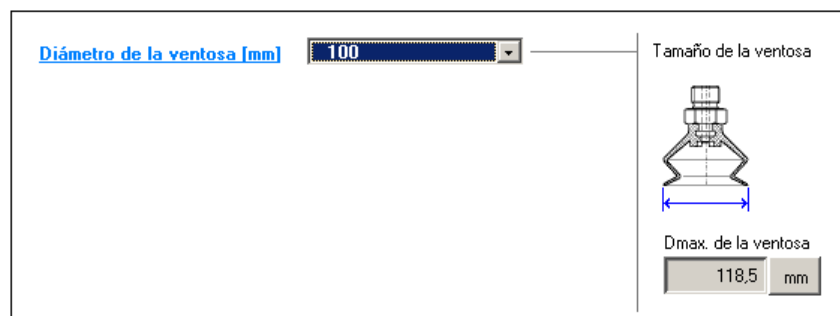 Diámetro de la ventosa [mm]
100
Tamaño de la ventosa
Dmax. de la ventosa
118,5 mm